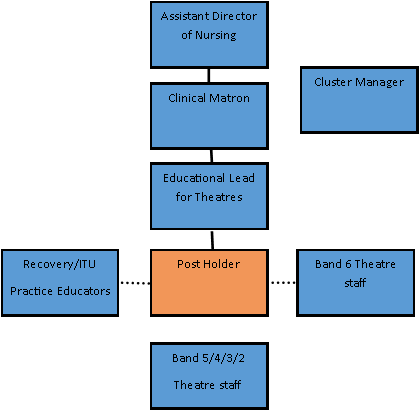 Assistant Director
of Nursing
Cluster Manager
Clinical Matron
Educational Lead
for Theatres
Recovery/ITU
Practice Educators
Post Holder
Band 6 Theatre
staff
Band 5/4/3/2
Theatre staff